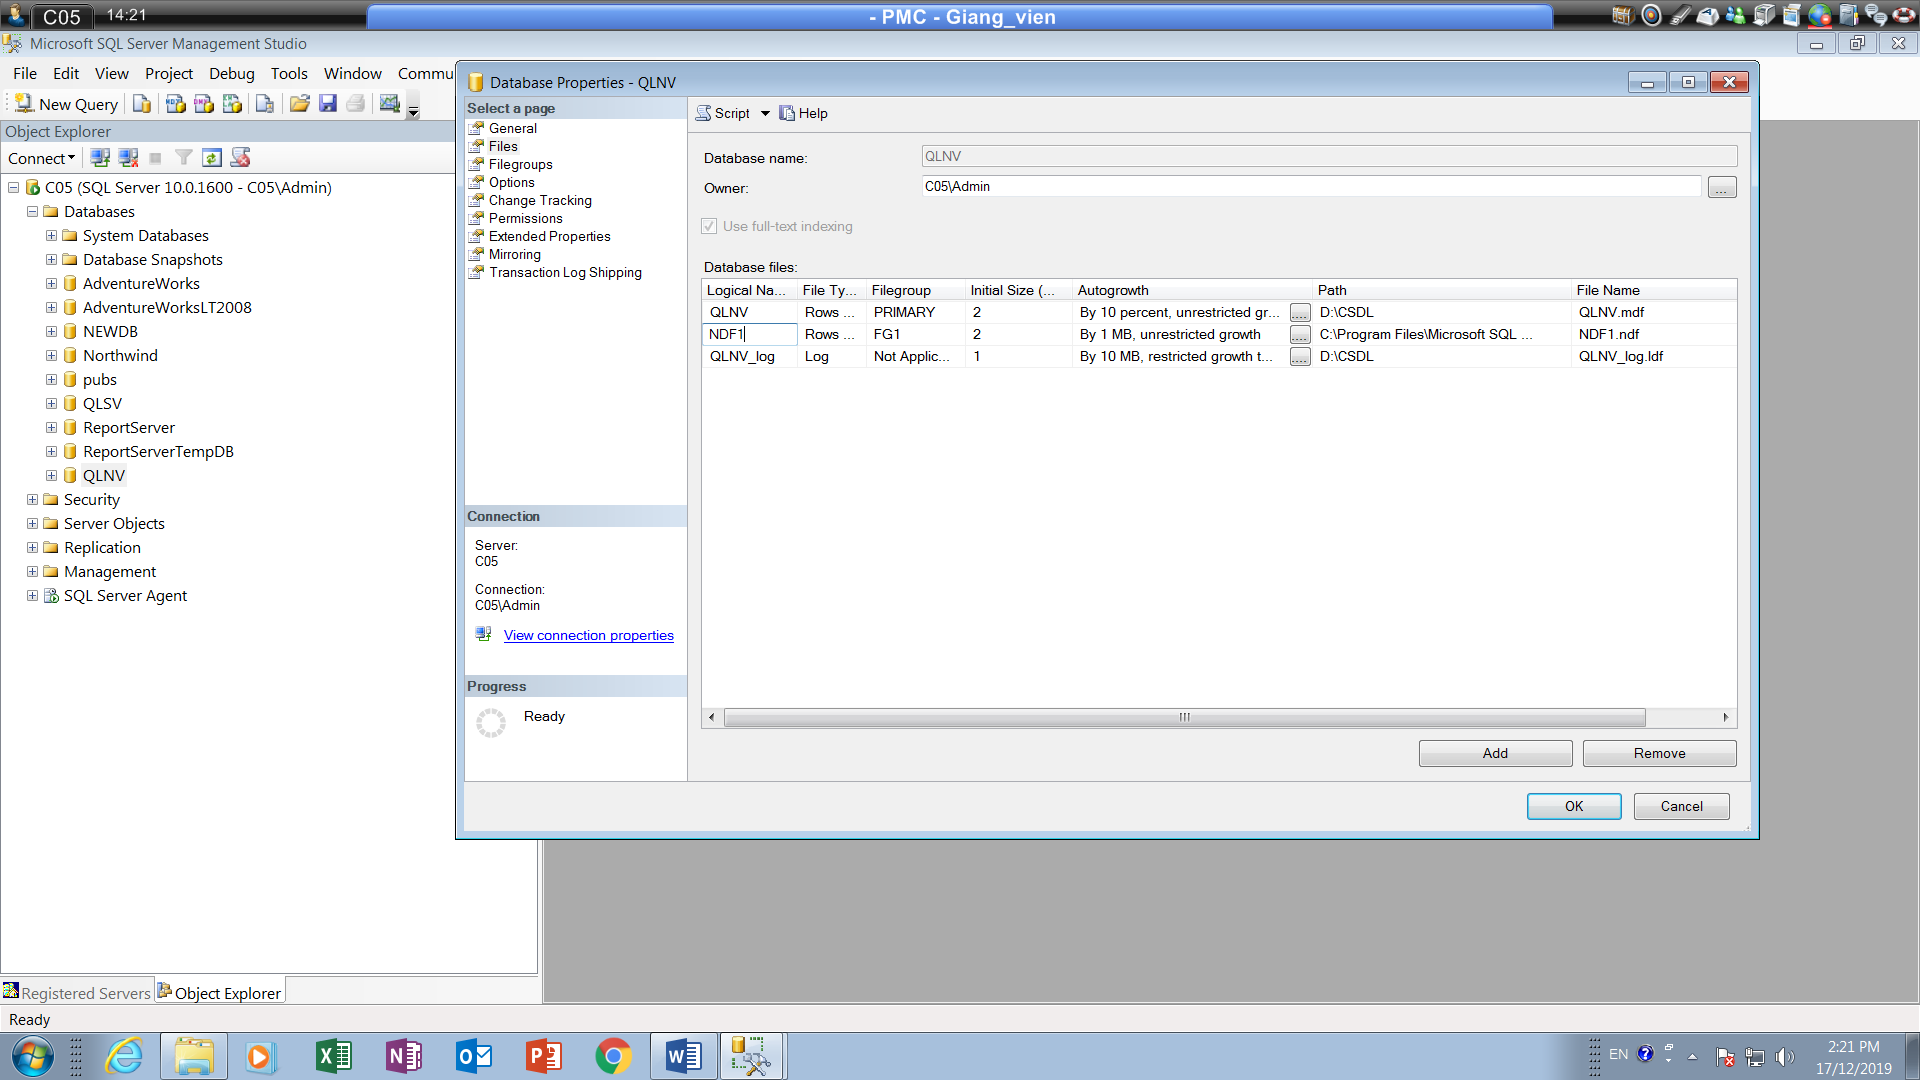 C05
14:21
- PMC - Giang_vien
Microsoft SQL Server Management Studio
File Edit View Project Debug Tools Window Commu
New Query
Object Explorer
Connect
C05 (SQL Server 10.0.1600 - C05\Admin)
Databases
System Databases
Database Snapshots
AdventureWorks
AdventureWorksLT2008
NEWDB
Northwind
pubs
QLSV
ReportServer
ReportServerTempDB
QLNV
Security
Server Objects
Replication
Management
SQL Server Agent
Registered Servers
Object Explorer
Ready
Database Properties - QLNV
Select a page
General
Files
Filegroups
Options
Change Tracking
Permissions
Extended Properties
Mirroring
Transaction Log Shipping
Connection
Server:
C05
Connection:
C05\Admin
View connection properties
Progress
Ready
Script Help
Database name: QLNV
Owner: C05\Admin ...
Use full-text indexing
Database files:
Logical Na... File Ty... Filegroup Initial Size (... Autogrowth Path File Name
QLNV Rows ... PRIMARY 2 By 10 percent, unrestricted gr... .... D:\CSDL QLNV.mdf
NDF1 Rows ... FG1 2 By 1 MB, unrestricted growth .... C:\Program Files\Microsoft SQL ... NDF1.ndf
QLNV_log Log Not Applic... 1 By 10 MB, restricted growth t... .... D:\CSDL QLNV_log.ldf
Add Remove
OK Cancel
EN
2:21 PM
17/12/2019